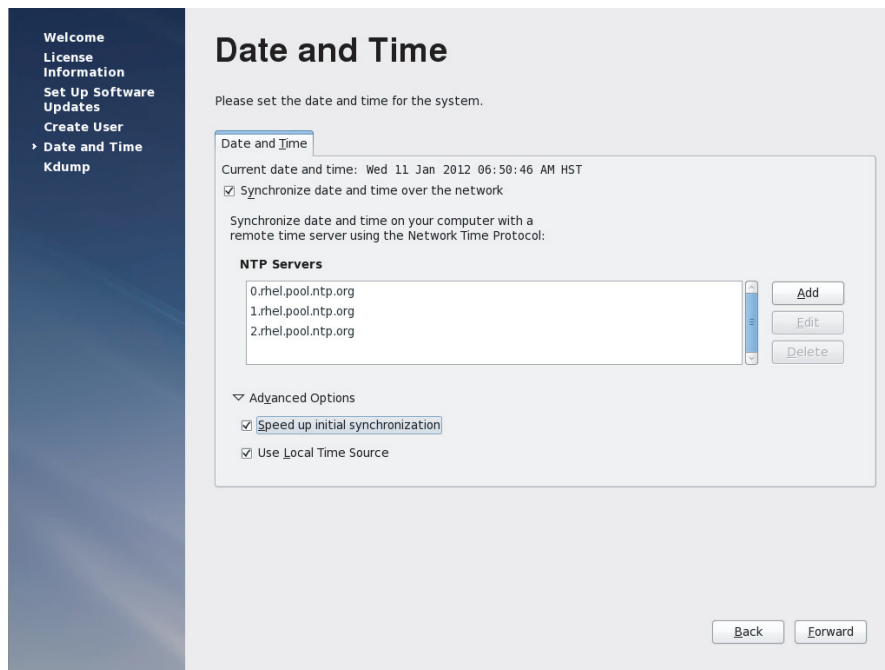 Welcome
License
Information
Set Up Software
Updates
Create User
Date and Time
Kdump
Date and Time
Please set the date and time for the system.
Date and Time
Current date and time: Wed 11 Jan 2012 06:50:46 AM HST
Synchronize date and time over the network
Synchronize date and time on your computer with a
remote time server using the Network Time Protocol:
NTP Servers
0.rhel.pool.ntp.org
1.rhel.pool.ntp.org
2.rhel.pool.ntp.org
Add
Edit
Delete
Advanced Options
Speed up initial synchronization
Use Local Time Source
Back
Forward